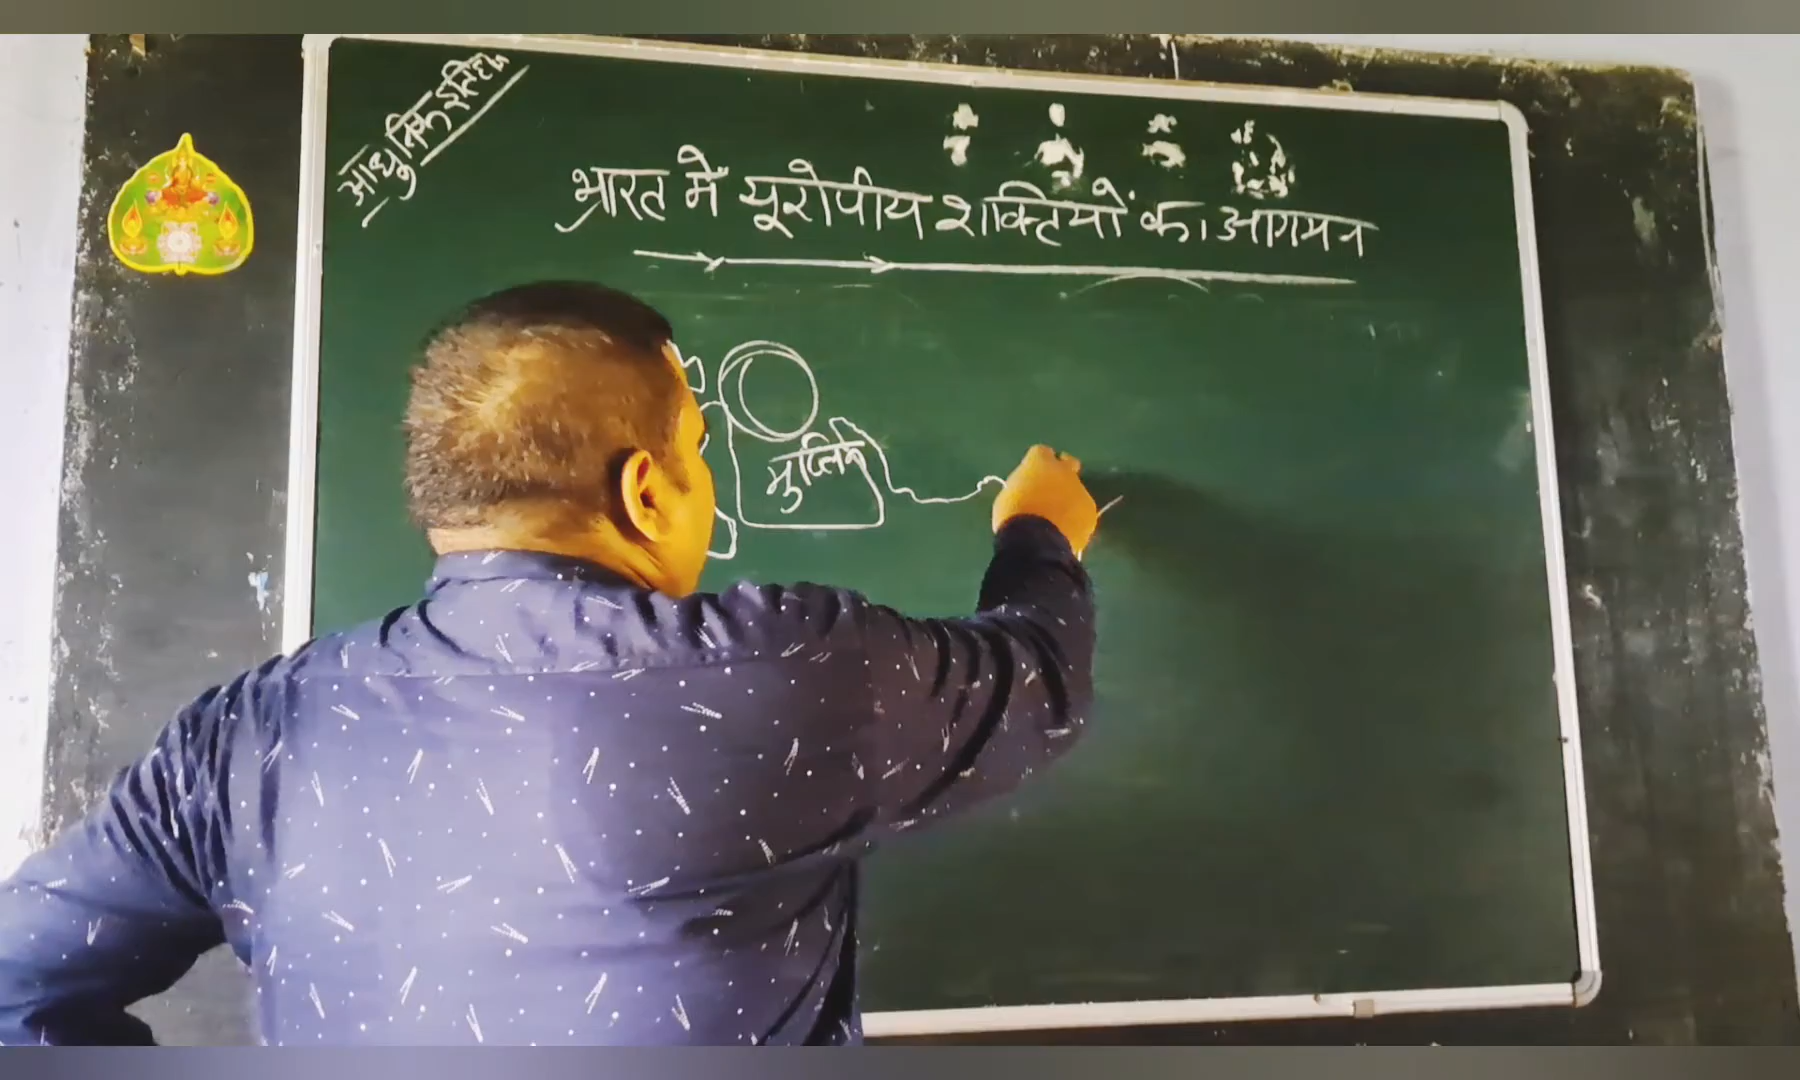 आधुनिक इतिहास
भारत में यूरोपीय शक्तियों का आगमन
मुस्लिम